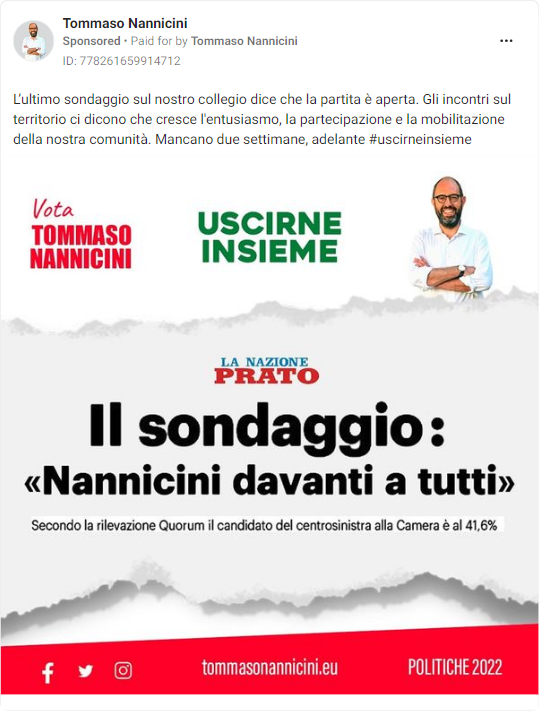 Tommaso Nannicini
Sponsored • Paid for by Tommaso Nannicini
ID: 778261659914712
L'ultimo sondaggio sul nostro collegio dice che la partita è aperta. Gli incontri sul
territorio ci dicono che cresce l'entusiasmo, la partecipazione e la mobilitazione
della nostra comunità. Mancano due settimane, adelante #uscirneinsieme
Vota
TOMMASO
NANNICINI
USCIRNE
INSIEME
LA NAZIONE
PRATO
Il sondaggio:
«Nannicini davanti a tutti»
Secondo la rilevazione Quorum il candidato del centrosinistra alla Camera è al 41,6%
tommasonannicini.eu
POLITICHE 2022